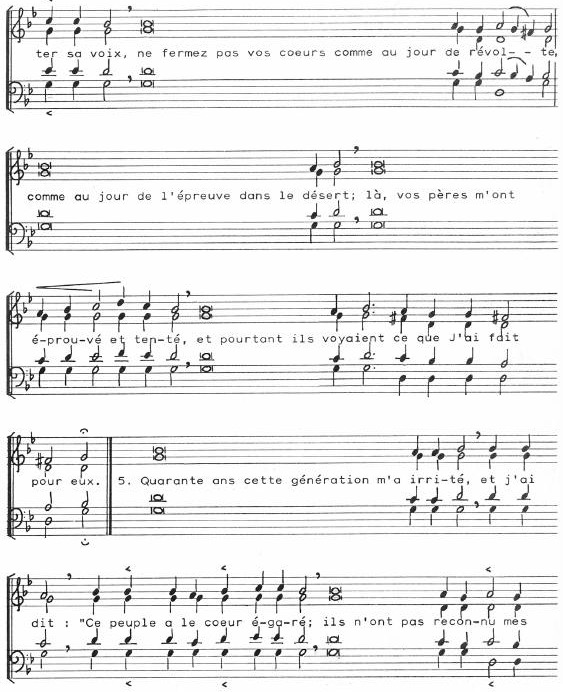 ter sa voix, ne fermez pas vos coeurs comme au jour de révol- - te,
comme au jour de l'épreuve dans le désert; là, vos pères m'ont
é-prou-vé et ten-té, et pourtant ils voyaient ce que J'ai fait
pour eux. 5. Quarante ans cette génération m'a irri-té, et j'ai
dit : "Ce peuple a le coeur é-ga-ré; ils n'ont pas recon-nu mes